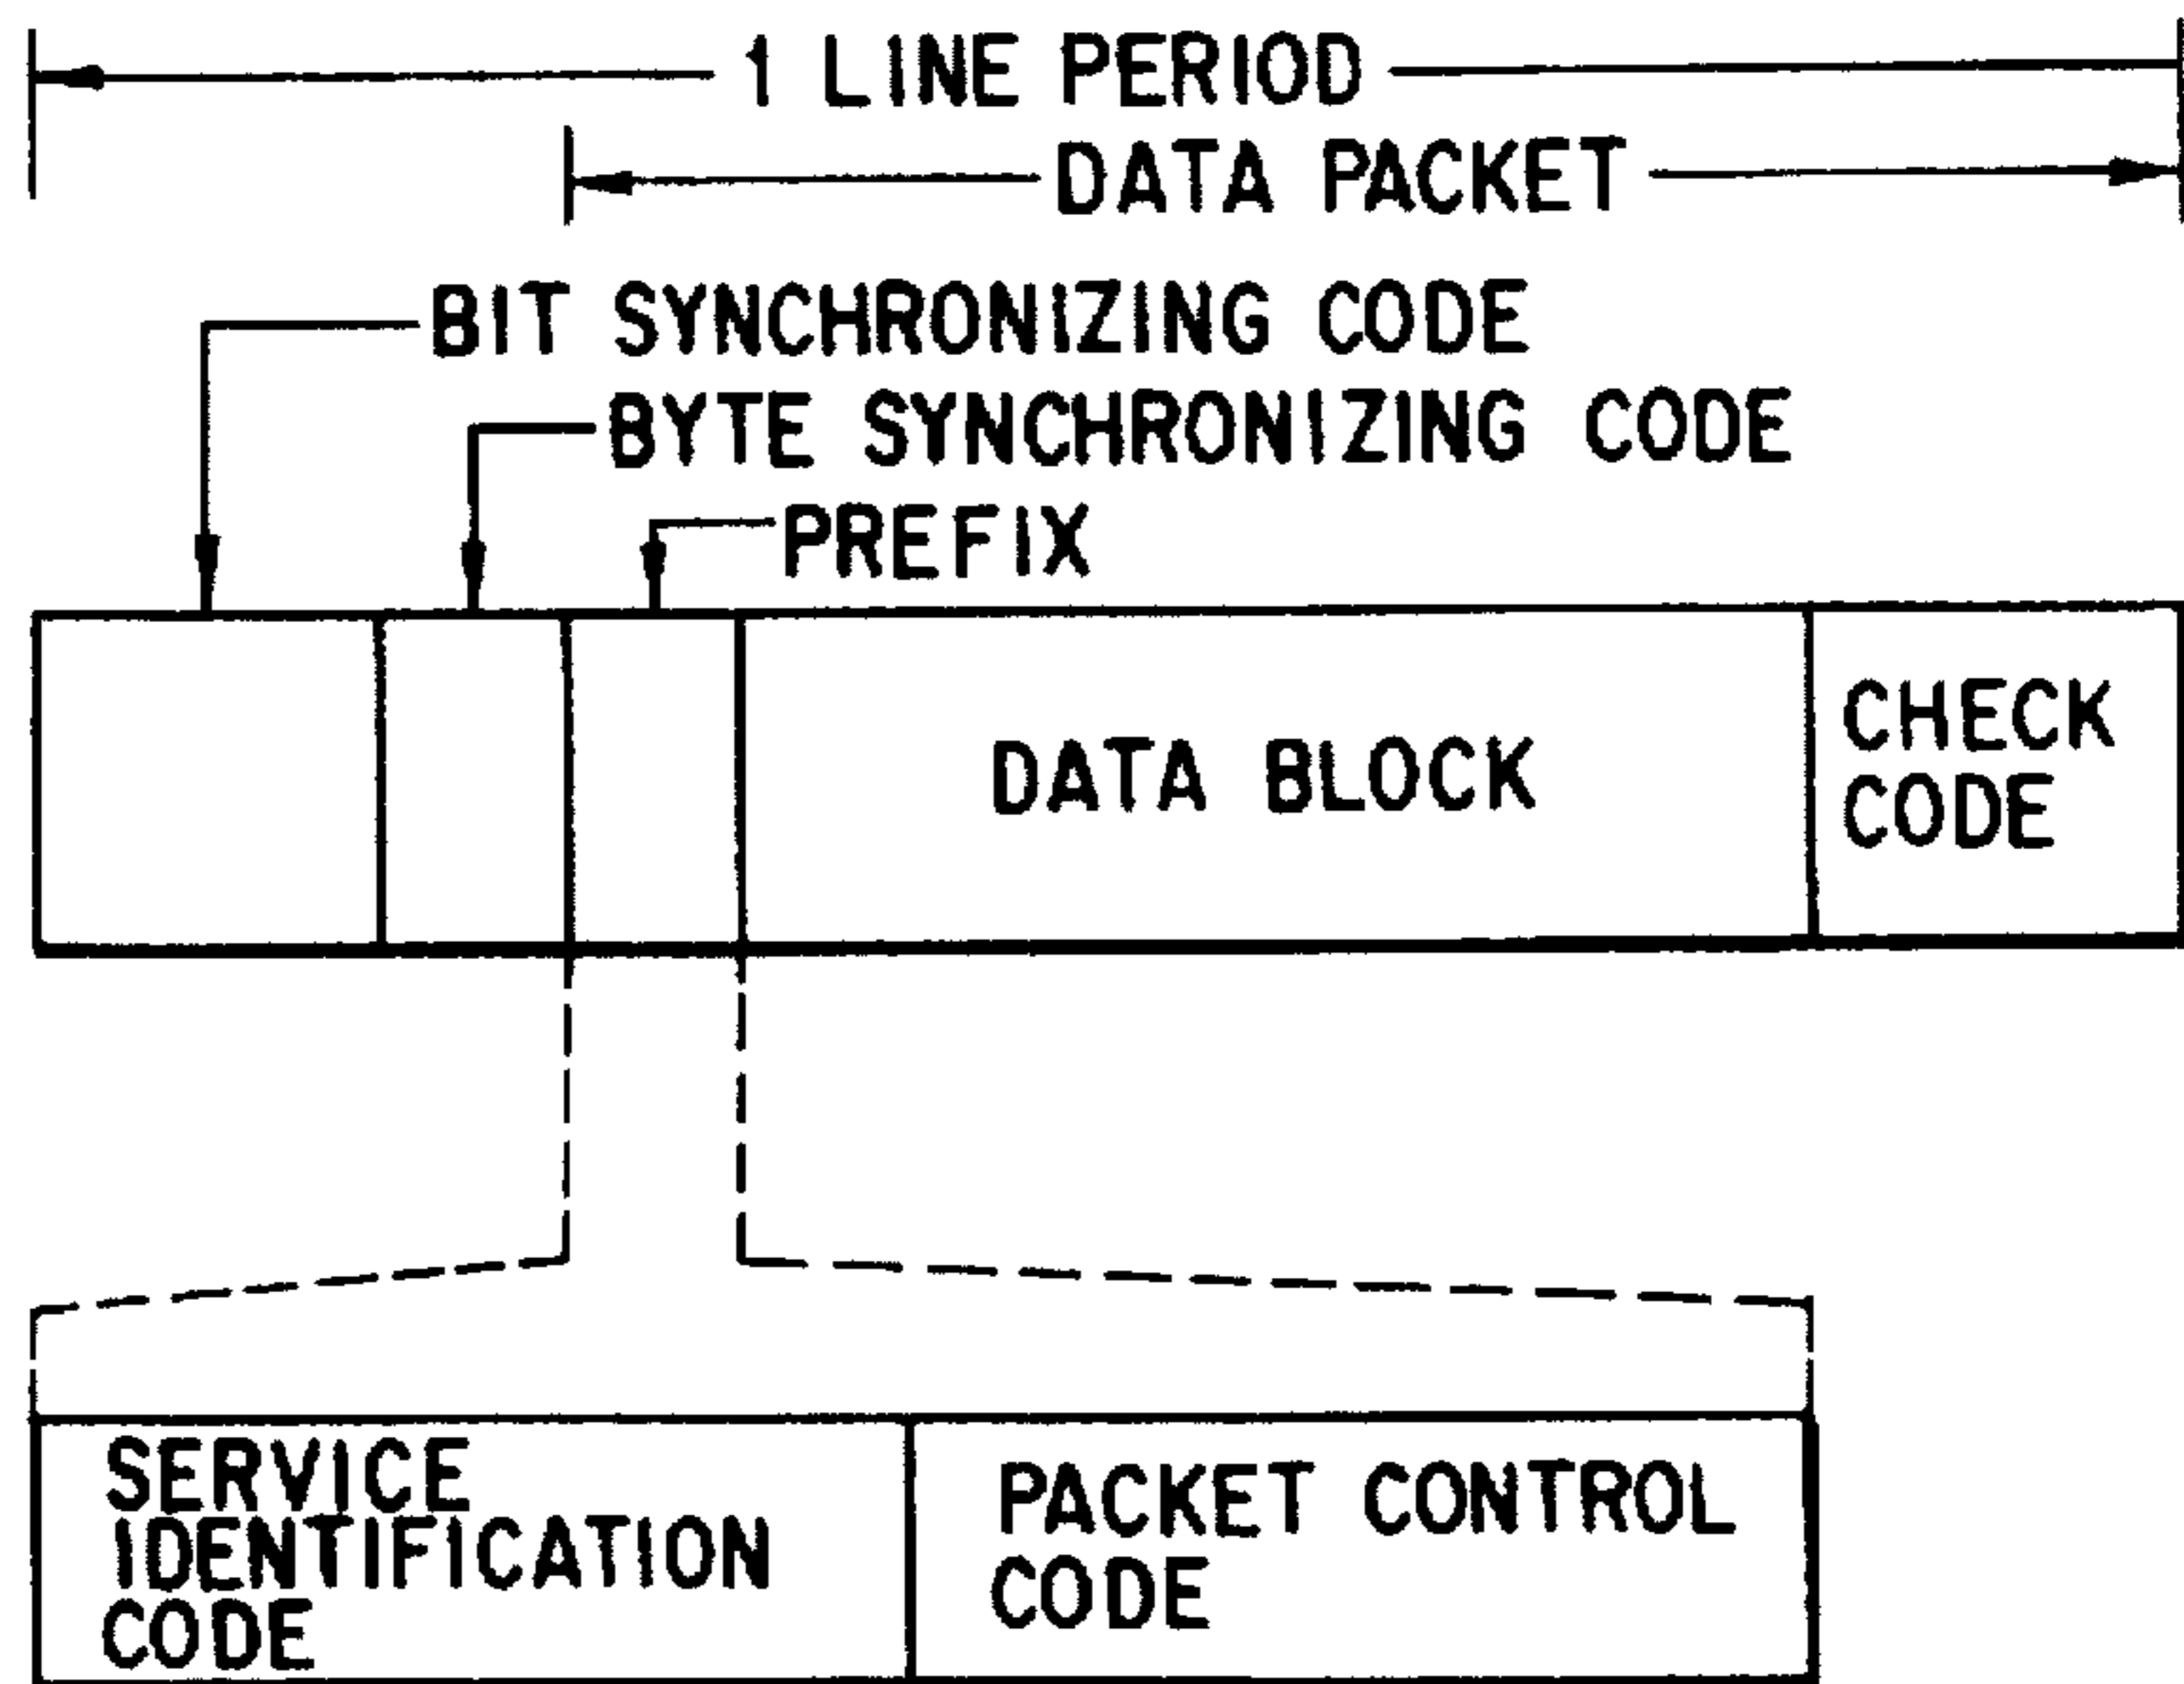 1 LINE PERIOD
DATA PACKET
BIT SYNCHRONIZING CODE
BYTE SYNCHRONIZING CODE
PREFIX
DATA BLOCK
CHECK
CODE
SERVICE
IDENTIFICATION
CODE
PACKET CONTROL
CODE